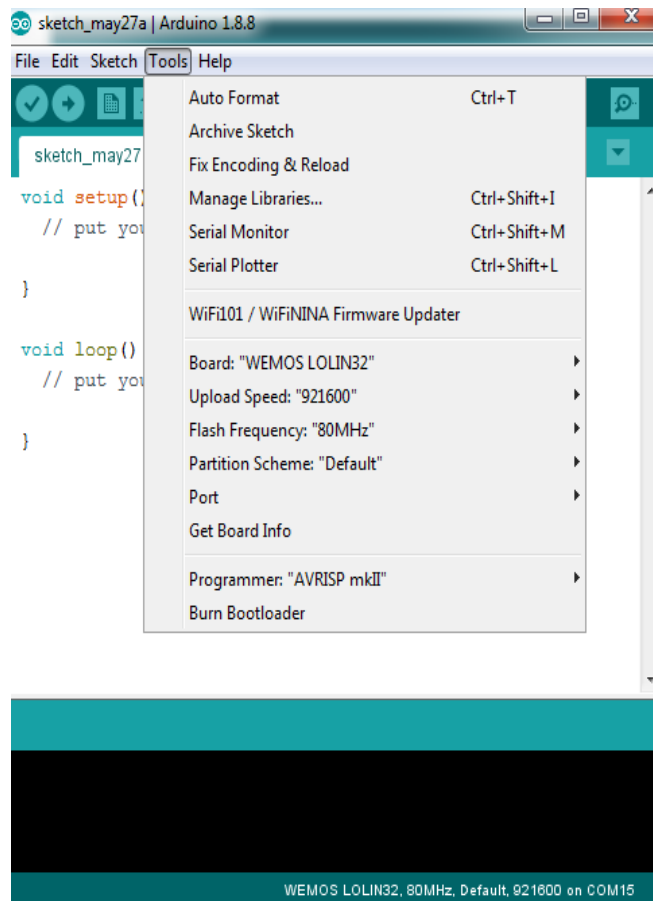 sketch_may27a | Arduino 1.8.8
File Edit Sketch Tools Help
Auto Format Ctrl+T
Archive Sketch
sketch_may27
Fix Encoding & Reload
void setup()
Manage Libraries... Ctrl+Shift+I
// put you
Serial Monitor Ctrl+Shift+M
Serial Plotter Ctrl+Shift+L
}
WiFi101 / WiFiNINA Firmware Updater
void loop()
Board: "WEMOS LOLIN32"
// put you
Upload Speed: "921600"
Flash Frequency: "80MHz"
}
Partition Scheme: "Default"
Port
Get Board Info
Programmer: "AVRISP mkII"
Burn Bootloader
WEMOS LOLIN32, 80MHz, Default, 921600 on COM15